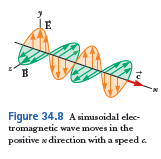 y
E
z
B
c
x
Figure 34.8 A sinusoidal elec-
tromagnetic wave moves in the
positive x direction with a speed c.